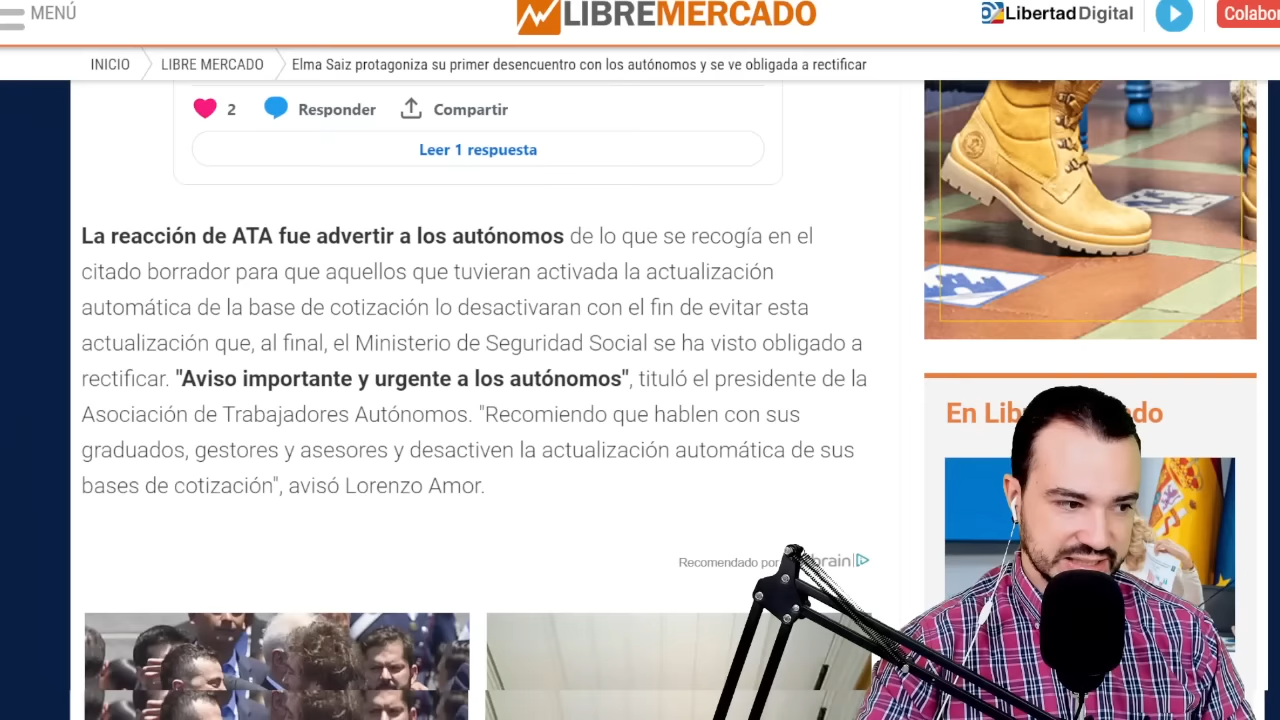 MENÚ
LIBREMERCADO
Libertad Digital
Colabor
INICIO
LIBRE MERCADO
Elma Saiz protagoniza su primer desencuentro con los autónomos y se ve obligada a rectificar
2
Responder
Compartir
Leer 1 respuesta
La reacción de ATA fue advertir a los autónomos de lo que se recogía en el
citado borrador para que aquellos que tuvieran activada la actualización
automática de la base de cotización lo desactivaran con el fin de evitar esta
actualización que, al final, el Ministerio de Seguridad Social se ha visto obligado a
rectificar. "Aviso importante y urgente a los autónomos", tituló el presidente de la
Asociación de Trabajadores Autónomos. "Recomiendo que hablen con sus
graduados, gestores y asesores y desactiven la actualización automática de sus
bases de cotización", avisó Lorenzo Amor.
Recomendado por
En